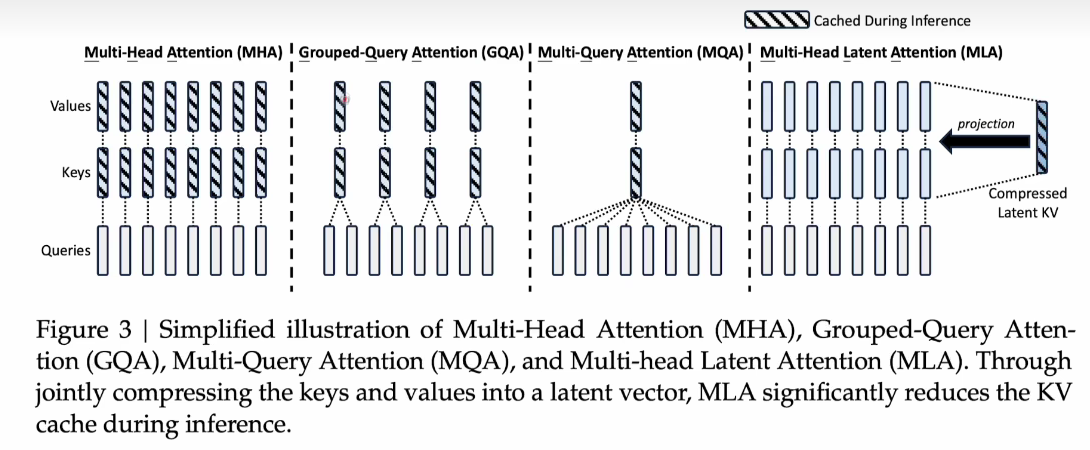 Cached During Inference
Multi-Head Attention (MHA)
Grouped-Query Attention (GQA)
Multi-Query Attention (MQA)
Multi-Head Latent Attention (MLA)
Values
Keys
Queries
projection
Compressed
Latent KV
Figure 3 | Simplified illustration of Multi-Head Attention (MHA), Grouped-Query Atten-
tion (GQA), Multi-Query Attention (MQA), and Multi-head Latent Attention (MLA). Through
jointly compressing the keys and values into a latent vector, MLA significantly reduces the KV
cache during inference.